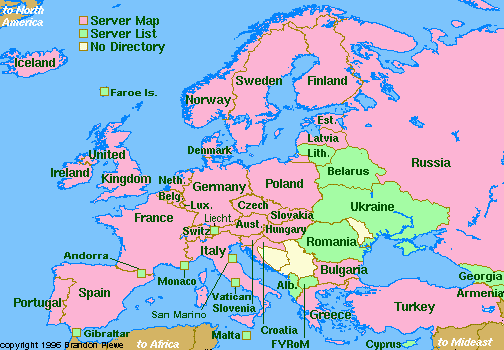 to North
America
Server Map
Server List
No Directory
Iceland
Faroe Is.
Norway
Sweden
Finland
Est.
Latvia
Lith.
Russia
Denmark
United
Kingdom
Ireland
Neth.
Belg.
Lux.
Germany
Poland
Belarus
Ukraine
France
Liecht.
Switz
Czech
Slovakia
Aust.
Hungary
Romania
Italy
Andorra
Monaco
Bulgaria
Georgia
Armenia
Portugal
Spain
San Marino
Vatican
Slovenia
Alb.
Greece
Turkey
Gibraltar
Malta
Croatia
FYRoM
Cyprus
to Africa
to Mideast
copyright 1996 Brandon Plewe